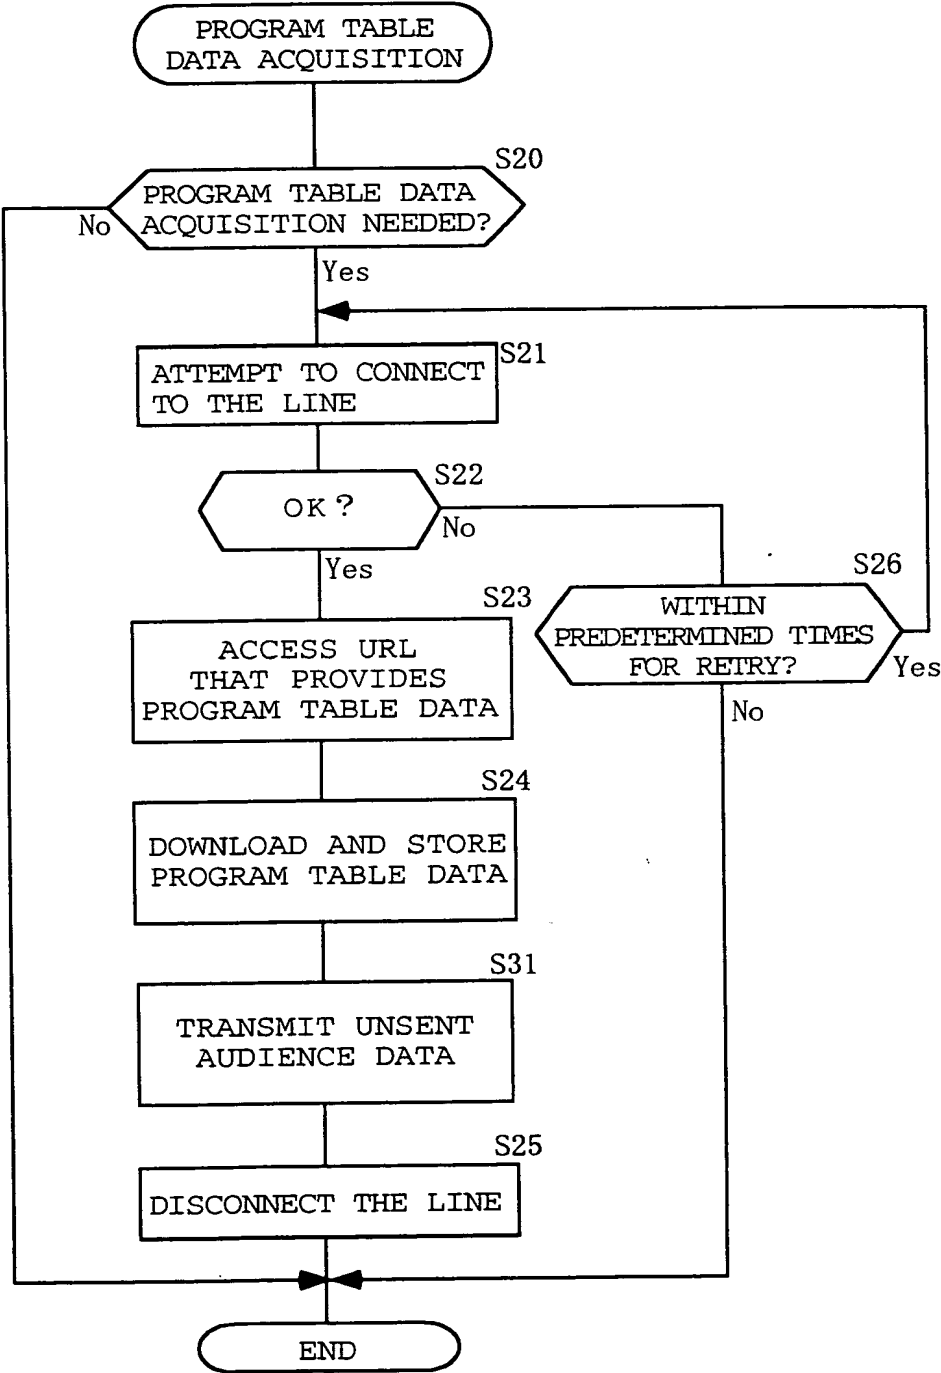 PROGRAM TABLE
DATA ACQUISITION
S20
PROGRAM TABLE DATA
ACQUISITION NEEDED?
No
Yes
S21
ATTEMPT TO CONNECT
TO THE LINE
S22
OK?
No
Yes
S26
WITHIN
PREDETERMINED TIMES
FOR RETRY?
Yes
No
S23
ACCESS URL
THAT PROVIDES
PROGRAM TABLE DATA
S24
DOWNLOAD AND STORE
PROGRAM TABLE DATA
S31
TRANSMIT UNSENT
AUDIENCE DATA
S25
DISCONNECT THE LINE
END